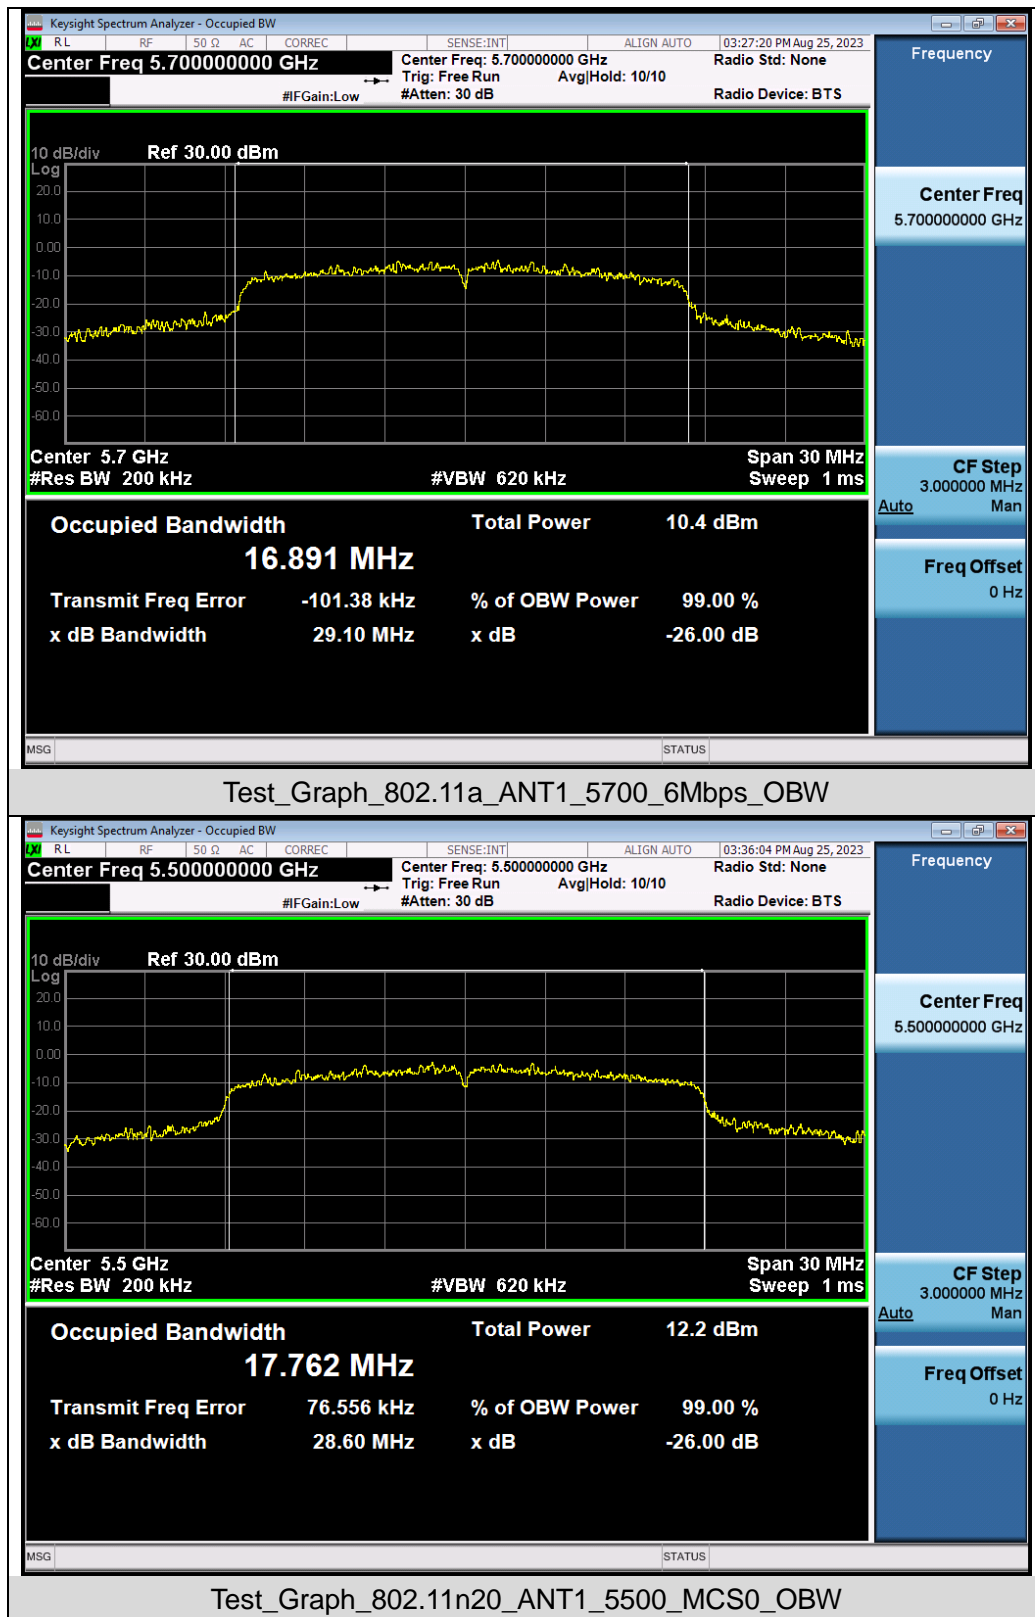 Keysight Spectrum Analyzer - Occupied BW
LXI RL RF 50 Ω AC CORREC SENSE:INT ALIGN AUTO 03:27:20 PM Aug 25, 2023
Center Freq 5.700000000 GHz
Center Freq: 5.700000000 GHz
Radio Std: None
Trig: Free Run Avg|Hold: 10/10
#IFGain:Low #Atten: 30 dB Radio Device: BTS
Frequency
10 dB/div Ref 30.00 dBm
Log
20.0
10.0
0.00
-10.0
-20.0
-30.0
-40.0
-50.0
-60.0
Center Freq
5.700000000 GHz
Center 5.7 GHz Span 30 MHz
#Res BW 200 kHz #VBW 620 kHz Sweep 1 ms
CF Step
3.000000 MHz
Auto Man
Occupied Bandwidth Total Power 10.4 dBm
16.891 MHz
Transmit Freq Error -101.38 kHz % of OBW Power 99.00 %
x dB Bandwidth 29.10 MHz x dB -26.00 dB
Freq Offset
0 Hz
MSG STATUS
Test_Graph_802.11a_ANT1_5700_6Mbps_OBW
Keysight Spectrum Analyzer - Occupied BW
LXI RL RF 50 Ω AC CORREC SENSE:INT ALIGN AUTO 03:36:04 PM Aug 25, 2023
Center Freq 5.500000000 GHz
Center Freq: 5.500000000 GHz
Radio Std: None
Trig: Free Run Avg|Hold: 10/10
#IFGain:Low #Atten: 30 dB Radio Device: BTS
Frequency
10 dB/div Ref 30.00 dBm
Log
20.0
10.0
0.00
-10.0
-20.0
-30.0
-40.0
-50.0
-60.0
Center Freq
5.500000000 GHz
Center 5.5 GHz Span 30 MHz
#Res BW 200 kHz #VBW 620 kHz Sweep 1 ms
CF Step
3.000000 MHz
Auto Man
Occupied Bandwidth Total Power 12.2 dBm
17.762 MHz
Transmit Freq Error 76.556 kHz % of OBW Power 99.00 %
x dB Bandwidth 28.60 MHz x dB -26.00 dB
Freq Offset
0 Hz
MSG STATUS
Test_Graph_802.11n20_ANT1_5500_MCS0_OBW